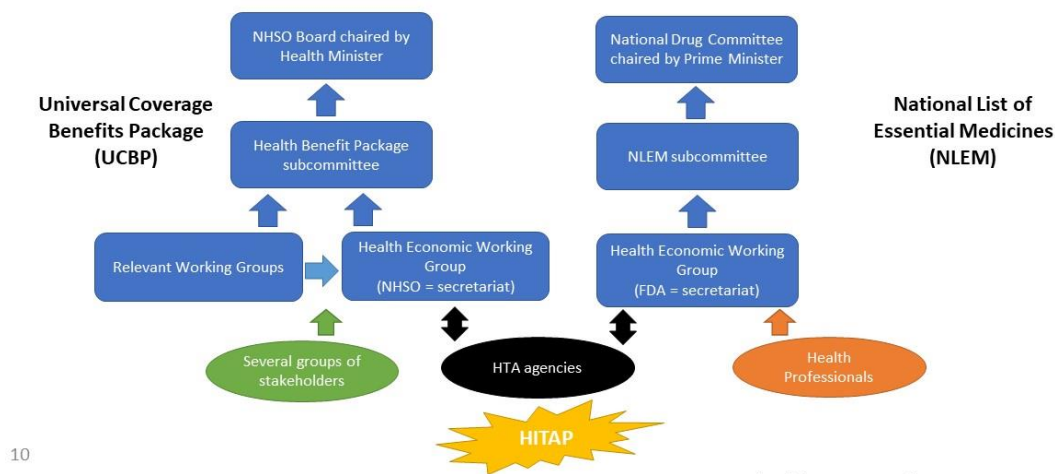 NHSO Board chaired by
Health Minister
National Drug Committee
chaired by Prime Minister
Universal Coverage
Benefits Package
(UCBP)
National List of
Essential Medicines
(NLEM)
Health Benefit Package
subcommittee
NLEM subcommittee
Relevant Working Groups
Health Economic Working
Group
(NHSO = secretariat)
Health Economic Working
Group
(FDA = secretariat)
Several groups of
stakeholders
HTA agencies
Health
Professionals
HITAP
10